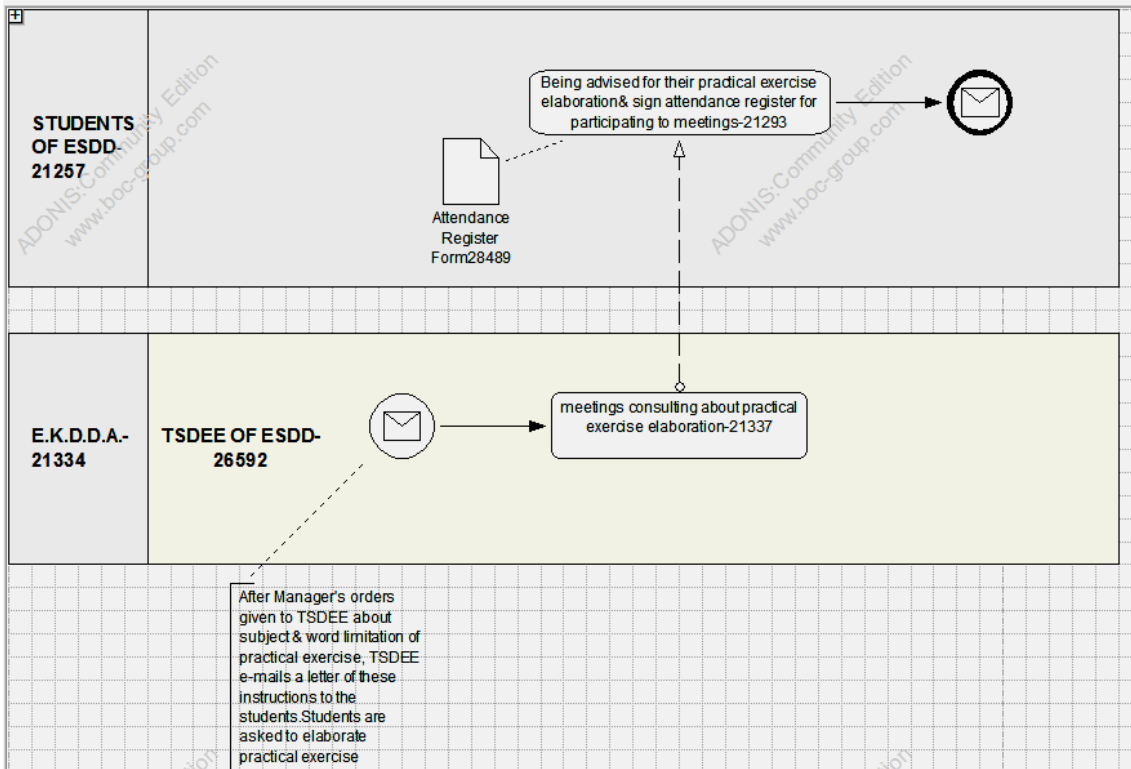 STUDENTS
OF ESDD-
21257
Being advised for their practical exercise
elaboration& sign attendance register for
participating to meetings-21293
Attendance
Register
Form28489
ADONIS:Community Edition
www.boc-group.com
ADONIS:Community Edition
www.boc-group.com
E.K.D.D.A.-
21334
TSDEE OF ESDD-
26592
meetings consulting about practical
exercise elaboration-21337
After Manager's orders
given to TSDEE about
subject & word limitation of
practical exercise, TSDEE
e-mails a letter of these
instructions to the
students.Students are
asked to elaborate
practical exercise